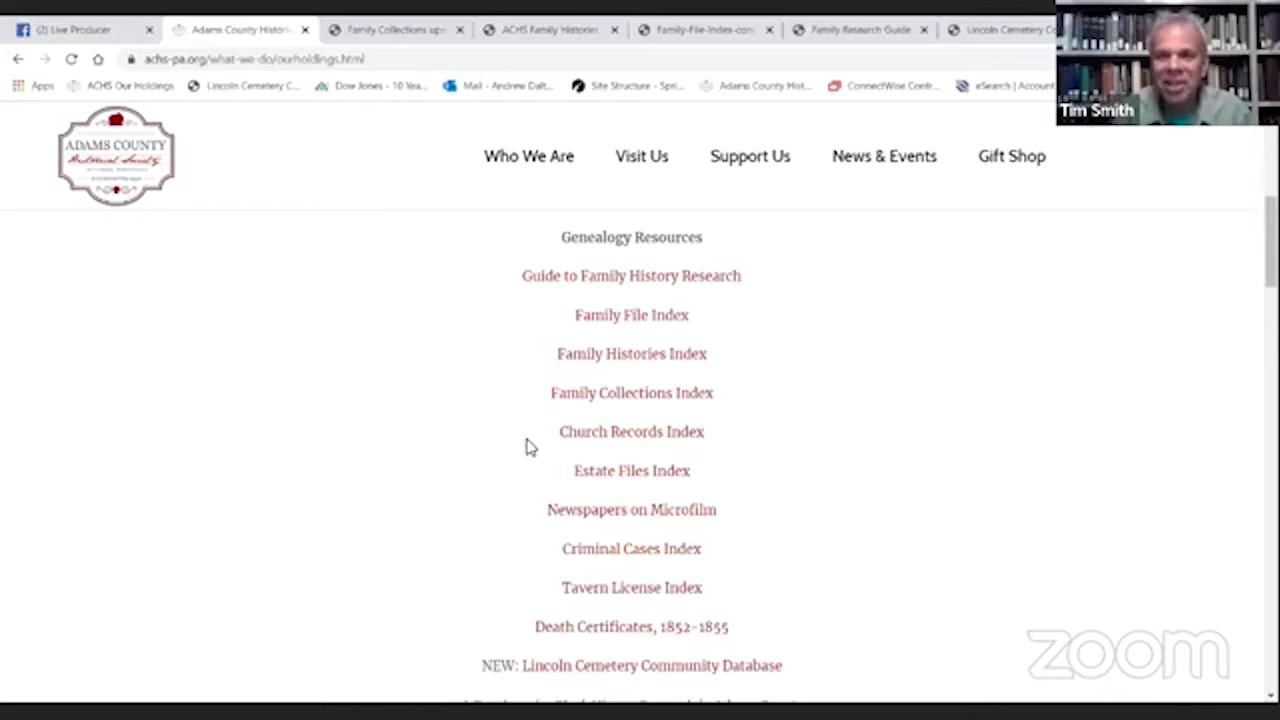 (2) Live Producer
Adams County Histori
Family Collections up
ACHS Family Histories
Family-File-Index-con
Family Research Guide
Lincoln Cemetery Co
achs-pa.org/what-we-do/ourholdings.html
Apps
ACHS Our Holdings
Lincoln Cemetery C...
Dow Jones - 10 Yea...
Mail - Andrew Dalt...
Site Structure - Spri...
Adams County Hist...
ConnectWise Contr...
eSearch | Account
Tim Smith
ADAMS COUNTY
Historical Society
Who We Are
Visit Us
Support Us
News & Events
Gift Shop
Genealogy Resources
Guide to Family History Research
Family File Index
Family Histories Index
Family Collections Index
Church Records Index
Estate Files Index
Newspapers on Microfilm
Criminal Cases Index
Tavern License Index
Death Certificates, 1852-1855
NEW: Lincoln Cemetery Community Database
zoom